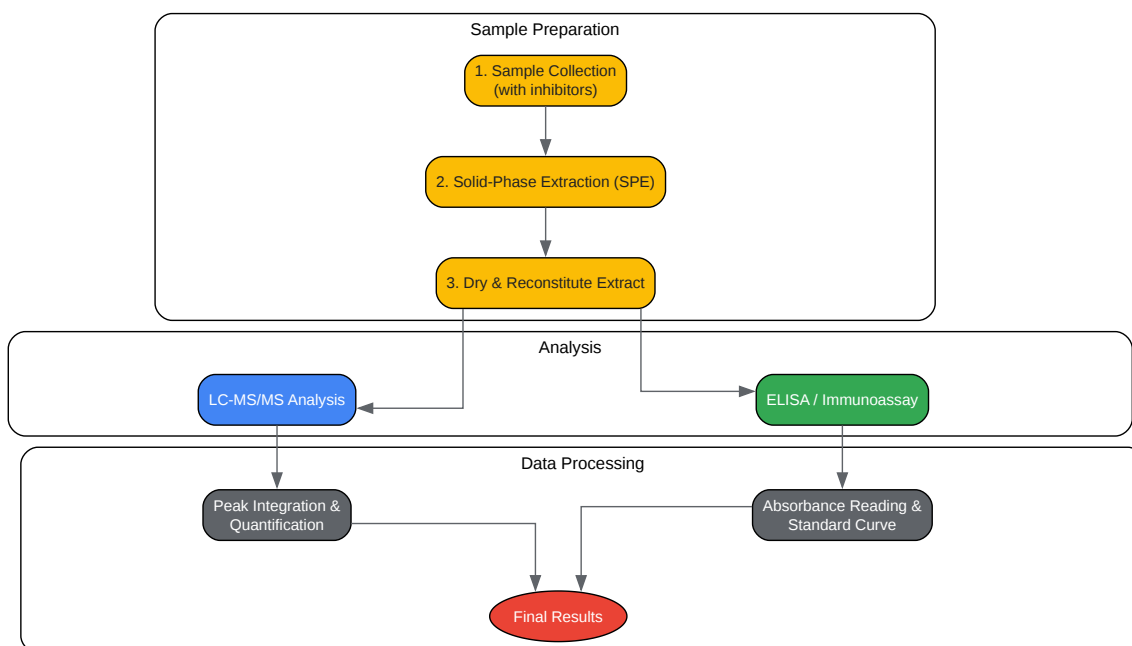 Sample Preparation
1. Sample Collection
(with inhibitors)
2. Solid-Phase Extraction (SPE)
3. Dry & Reconstitute Extract
Analysis
LC-MS/MS Analysis
ELISA / Immunoassay
Data Processing
Peak Integration &
Quantification
Absorbance Reading &
Standard Curve
Final Results